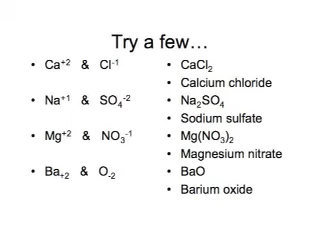 Try a few…
• Ca⁺² & Cl⁻¹
• Na⁺¹ & SO₄⁻²
• Mg⁺² & NO₃⁻¹
• Ba₊₂ & O₋₂
• CaCl₂
• Calcium chloride
• Na₂SO₄
• Sodium sulfate
• Mg(NO₃)₂
• Magnesium nitrate
• BaO
• Barium oxide